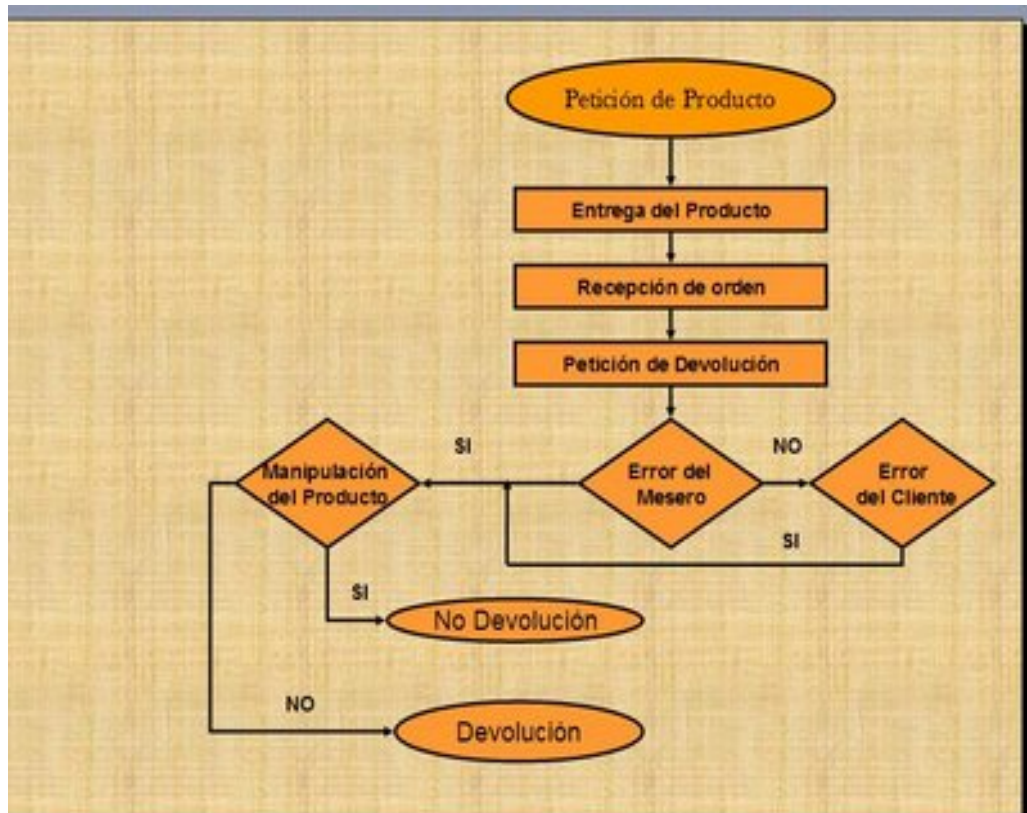 Petición de Producto
Entrega del Producto
Recepción de orden
Petición de Devolución
SI
NO
Manipulación
del Producto
Error del
Mesero
Error
del Cliente
SI
SI
No Devolución
NO
Devolución